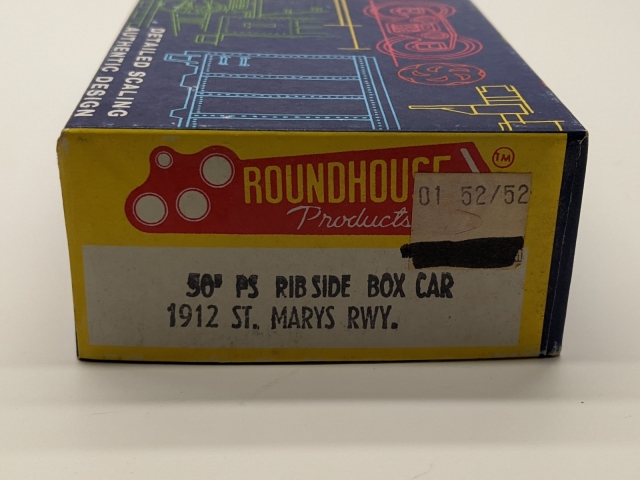 DETAILED SCALING
AUTHENTIC DESIGN
ROUNDHOUSE TM
Products
01 52/52
50' PS RIB SIDE BOX CAR
1912 ST. MARYS RWY.